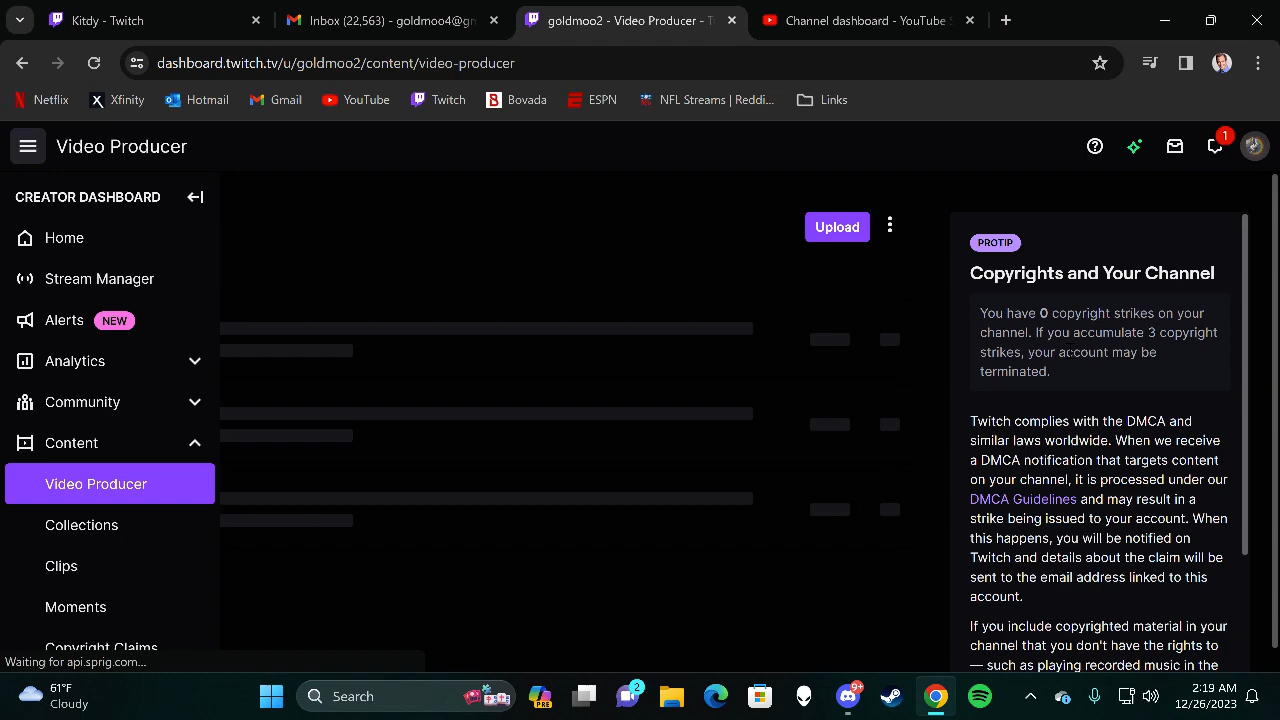 Kitdy - Twitch
Inbox (22,563) - goldmoo4@g
goldmoo2 - Video Producer - T
Channel dashboard - YouTube S
dashboard.twitch.tv/u/goldmoo2/content/video-producer
Netflix
Xfinity
Hotmail
Gmail
YouTube
Twitch
Bovada
ESPN
NFL Streams | Reddi...
Links
Video Producer
1
CREATOR DASHBOARD
Home
Stream Manager
Alerts NEW
Analytics
Community
Content
Video Producer
Collections
Clips
Moments
Copyright Claims
Waiting for api.sprig.com...
Upload
PROTIP
Copyrights and Your Channel
You have 0 copyright strikes on your
channel. If you accumulate 3 copyright
strikes, your account may be
terminated.
Twitch complies with the DMCA and
similar laws worldwide. When we receive
a DMCA notification that targets content
on your channel, it is processed under our
DMCA Guidelines and may result in a
strike being issued to your account. When
this happens, you will be notified on
Twitch and details about the claim will be
sent to the email address linked to this
account.
If you include copyrighted material in your
channel that you don't have the rights to
— such as playing recorded music in the
61°F
Cloudy
Search
PRE
2
9+
2:19 AM
12/26/2023